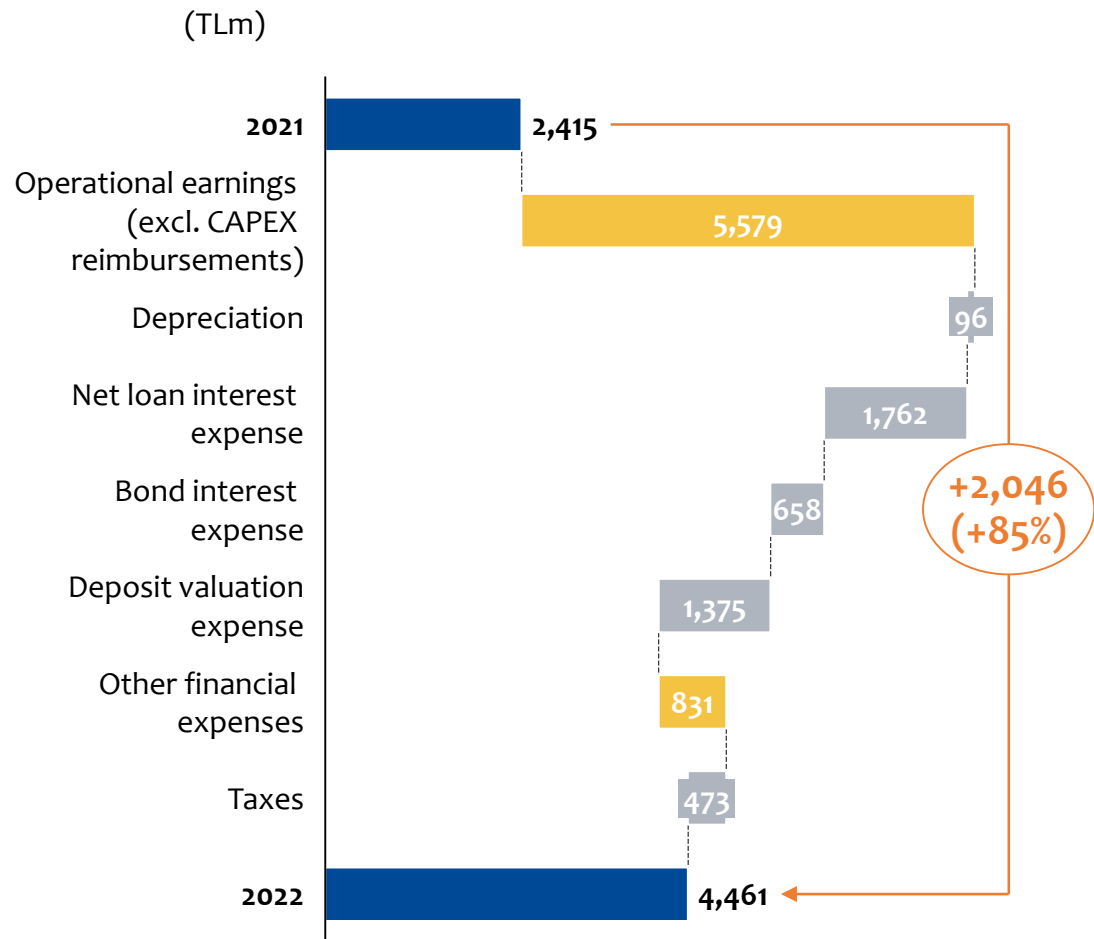 (TLm)
2021
2,415
Operational earnings
(excl. CAPEX
reimbursements)
5,579
Depreciation
96
Net loan interest
expense
1,762
+2,046
(+85%)
Bond interest
expense
658
Deposit valuation
expense
1,375
Other financial
expenses
831
Taxes
473
2022
4,461